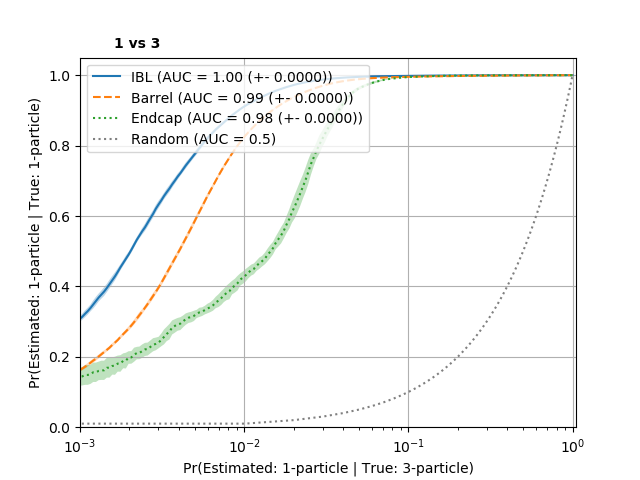 1 vs 3
IBL (AUC = 1.00 (+- 0.0000))
Barrel (AUC = 0.99 (+- 0.0000))
Endcap (AUC = 0.98 (+- 0.0000))
Random (AUC = 0.5)
1.0
0.8
0.6
0.4
0.2
0.0
Pr(Estimated: 1-particle | True: 1-particle)
10⁻³ 10⁻² 10⁻¹ 10⁰
Pr(Estimated: 1-particle | True: 3-particle)